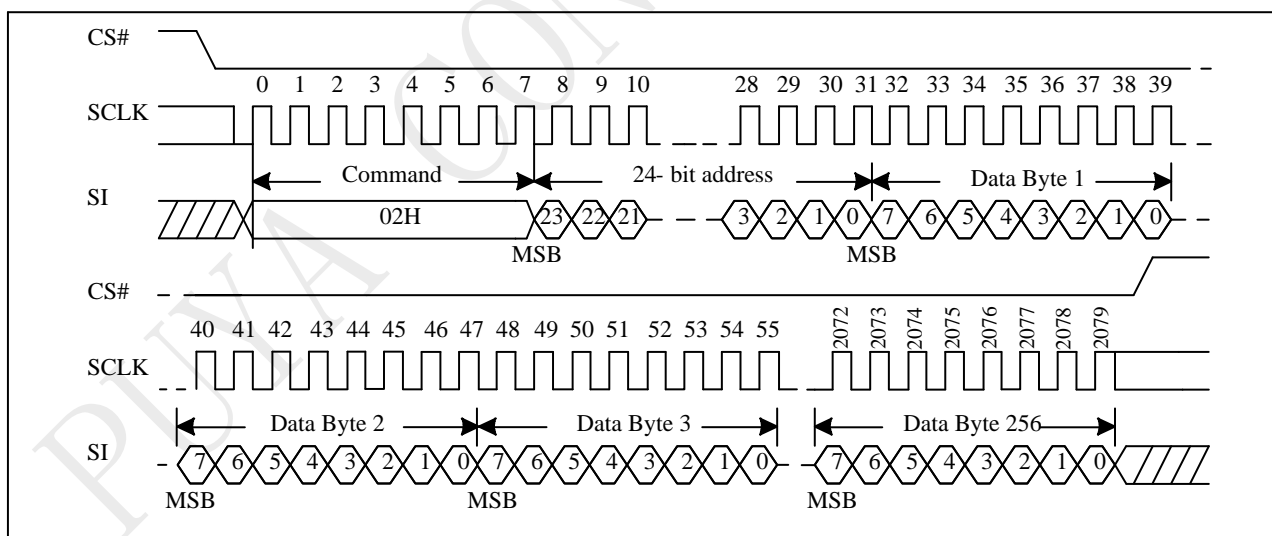 CS#
0 1 2 3 4 5 6 7 8 9 10 28 29 30 31 32 33 34 35 36 37 38 39
SCLK
Command 24- bit address Data Byte 1
SI
02H 23 22 21 3 2 1 0 7 6 5 4 3 2 1 0
MSB MSB
CS#
40 41 42 43 44 45 46 47 48 49 50 51 52 53 54 55 2072 2073 2074 2075 2076 2077 2078 2079
SCLK
Data Byte 2 Data Byte 3 Data Byte 256
SI
7 6 5 4 3 2 1 0 7 6 5 4 3 2 1 0 7 6 5 4 3 2 1 0
MSB MSB MSB
PUYA CON